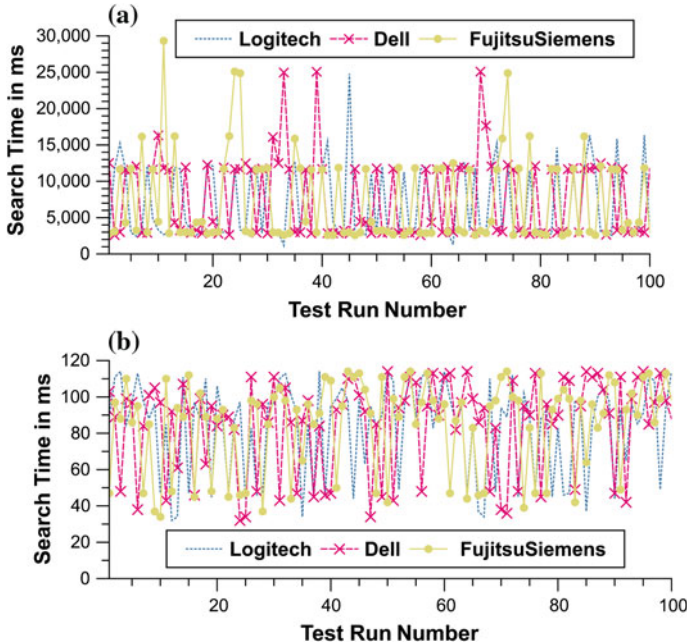 (a)
30,000
Logitech Dell FujitsuSiemens
25,000
20,000
15,000
10,000
5,000
0
Search Time in ms
20 40 60 80 100
Test Run Number
(b)
120
100
80
60
40
20
0
Search Time in ms
Logitech Dell FujitsuSiemens
20 40 60 80 100
Test Run Number